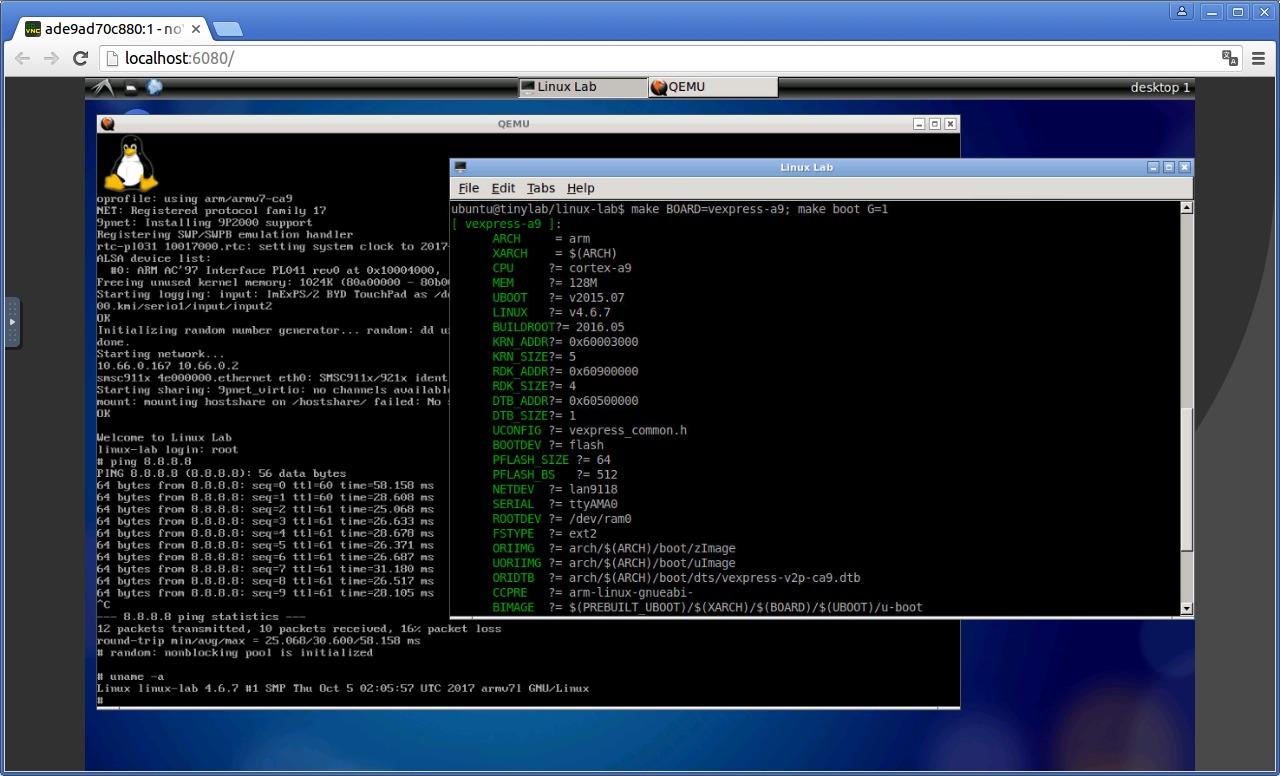 ade9ad70c880:1 - no
localhost:6080/
Linux Lab
QEMU
desktop 1
QEMU
oprofile: using arm/armv7-ca9
NET: Registered protocol family 17
9pnet: Installing 9P2000 support
Registering SWP/SWPB emulation handler
rtc-pl031 10017000.rtc: setting system clock to 2017-
ALSA device list:
#0: ARM AC'97 Interface PL041 rev0 at 0x10004000,
Freeing unused kernel memory: 1024K (80a00000 - 80b00
Starting logging: input: ImExPS/2 BYD TouchPad as /de
00.kmi/serio1/input/input2
OK
Initializing random number generator... random: dd u
done.
Starting network...
10.66.0.167 10.66.0.2
smsc911x 4e000000.ethernet eth0: SMSC911x/921x ident
Starting sharing: 9pnet_virtio: no channels available
mount: mounting hostshare on /hostshare/ failed: No s
OK
Welcome to Linux Lab
linux-lab login: root
# ping 8.8.8.8
PING 8.8.8.8 (8.8.8.8): 56 data bytes
64 bytes from 8.8.8.8: seq=0 ttl=60 time=58.158 ms
64 bytes from 8.8.8.8: seq=1 ttl=60 time=28.608 ms
64 bytes from 8.8.8.8: seq=2 ttl=61 time=25.068 ms
64 bytes from 8.8.8.8: seq=3 ttl=61 time=26.633 ms
64 bytes from 8.8.8.8: seq=4 ttl=61 time=28.678 ms
64 bytes from 8.8.8.8: seq=5 ttl=61 time=26.371 ms
64 bytes from 8.8.8.8: seq=6 ttl=61 time=26.687 ms
64 bytes from 8.8.8.8: seq=7 ttl=61 time=31.180 ms
64 bytes from 8.8.8.8: seq=8 ttl=61 time=26.517 ms
64 bytes from 8.8.8.8: seq=9 ttl=61 time=28.105 ms
^C
--- 8.8.8.8 ping statistics ---
12 packets transmitted, 10 packets received, 16% packet loss
round-trip min/avg/max = 25.068/30.600/58.158 ms
# random: nonblocking pool is initialized
# uname -a
Linux linux-lab 4.6.7 #1 SMP Thu Oct 5 02:05:57 UTC 2017 armv7l GNU/Linux
#
Linux Lab
File Edit Tabs Help
ubuntu@tinylab/linux-lab$ make BOARD=vexpress-a9; make boot G=1
[ vexpress-a9 ]:
ARCH = arm
XARCH = $(ARCH)
CPU ?= cortex-a9
MEM ?= 128M
UBOOT ?= v2015.07
LINUX ?= v4.6.7
BUILDROOT?= 2016.05
KRN_ADDR?= 0x60003000
KRN_SIZE?= 5
RDK_ADDR?= 0x60900000
RDK_SIZE?= 4
DTB_ADDR?= 0x60500000
DTB_SIZE?= 1
UCONFIG ?= vexpress_common.h
BOOTDEV ?= flash
PFLASH_SIZE ?= 64
PFLASH_BS ?= 512
NETDEV ?= lan9118
SERIAL ?= ttyAMA0
ROOTDEV ?= /dev/ram0
FSTYPE ?= ext2
ORIIMG ?= arch/$(ARCH)/boot/zImage
UORIIMG ?= arch/$(ARCH)/boot/uImage
ORIDTB ?= arch/$(ARCH)/boot/dts/vexpress-v2p-ca9.dtb
CCPRE ?= arm-linux-gnueabi-
BIMAGE ?= $(PREBUILT_UBOOT)/$(XARCH)/$(BOARD)/$(UBOOT)/u-boot